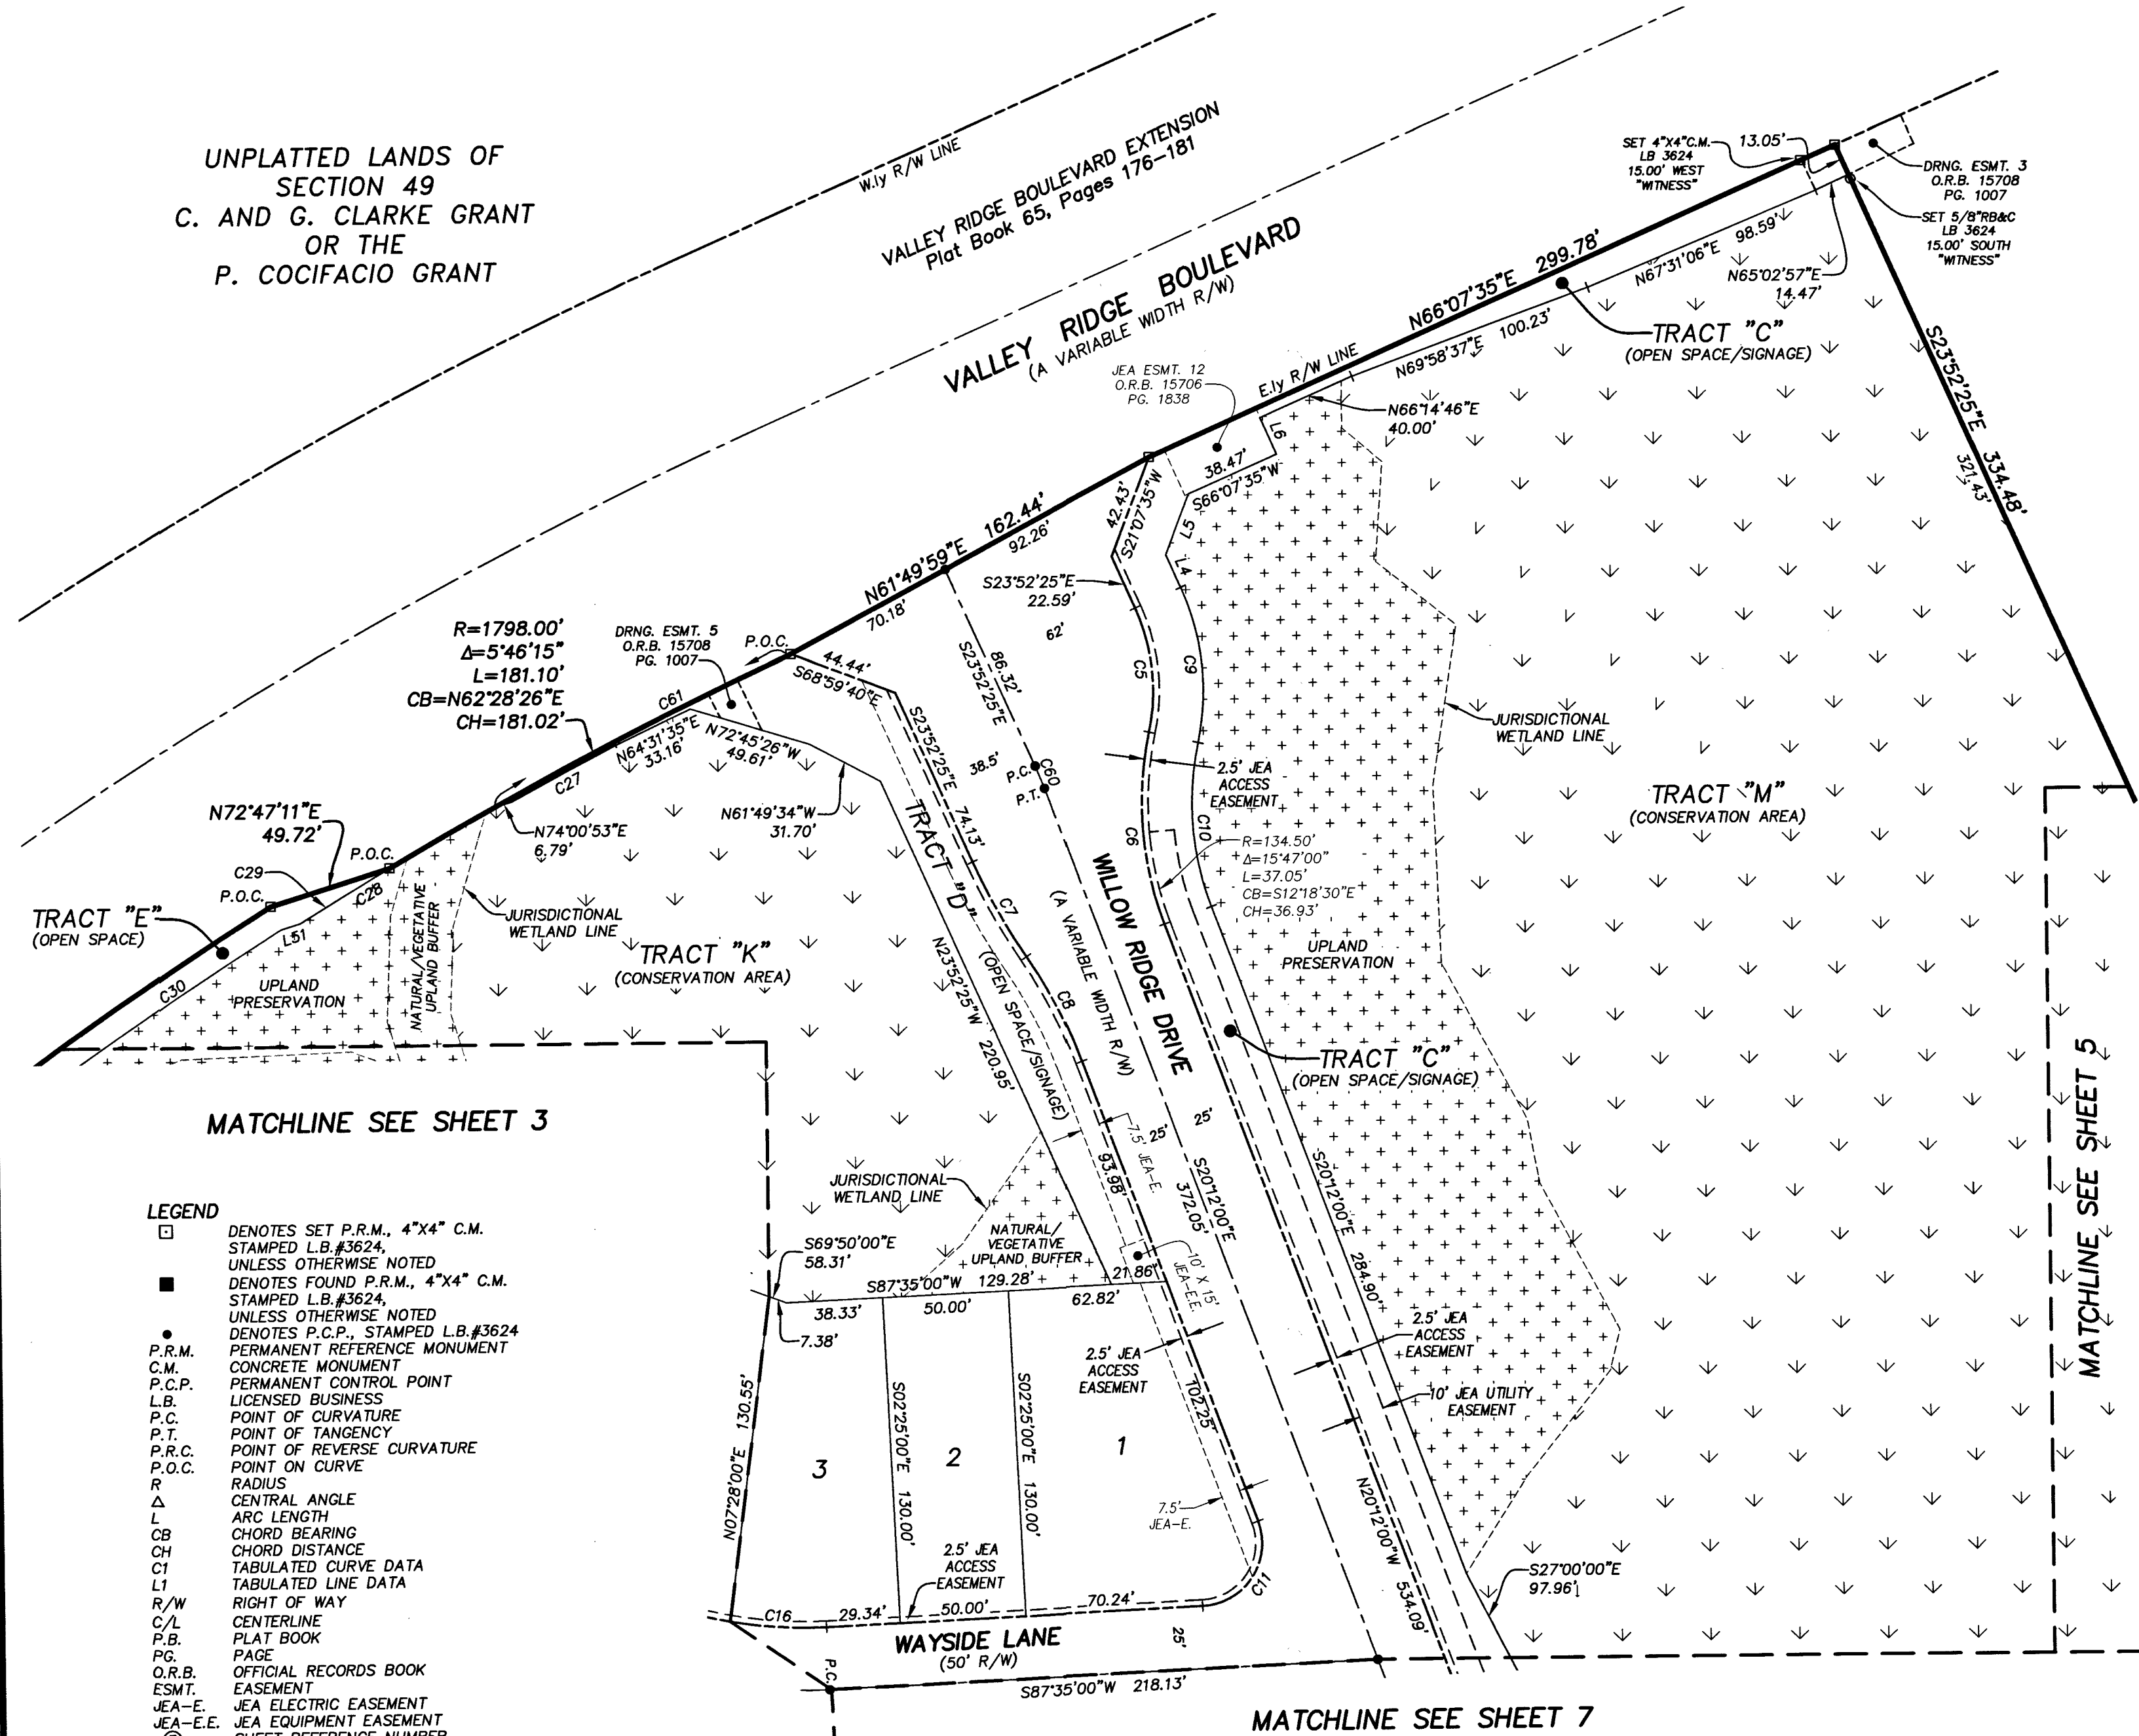 UNPLATTED LANDS OF
SECTION 49
C. AND G. CLARKE GRANT
OR THE
P. COCIFACIO GRANT
W.ly R/W LINE
VALLEY RIDGE BOULEVARD EXTENSION
Plat Book 65, Pages 176-181
VALLEY RIDGE BOULEVARD
(A VARIABLE WIDTH R/W)
SET 4"X4"C.M.
LB 3624
15.00' WEST
"WITNESS"
13.05'
DRNG. ESMT. 3
O.R.B. 15708
PG. 1007
SET 5/8"RB&C
LB 3624
15.00' SOUTH
"WITNESS"
N66°07'35"E 299.78'
N67°31'06"E 98.59'
N65°02'57"E
14.47'
TRACT "C"
(OPEN SPACE/SIGNAGE)
N69°58'37"E 100.23'
E.ly R/W LINE
N66°14'46"E
40.00'
S23°52'25"E 334.48'
321.43'
JEA ESMT. 12
O.R.B. 15706
PG. 1838
L6
38.47'
S66°07'35"W
L5
L4
42.43'
S21°07'35"W
N61°49'59"E 162.44'
92.26'
70.18'
S23°52'25"E
22.59'
62'
86.32'
S23°52'25"E
C5
C9
R=1798.00'
Δ=5°46'15"
L=181.10'
CB=N62°28'26"E
CH=181.02'
DRNG. ESMT. 5
O.R.B. 15708
PG. 1007
P.O.C.
44.44'
S68°59'40"E
C61
N64°31'35"E
33.16'
N72°45'26"W
49.61'
C27
N61°49'34"W
31.70'
N74°00'53"E
6.79'
S23°52'25"E 74.13'
38.5'
P.C.
C60
P.T.
2.5' JEA
ACCESS
EASEMENT
JURISDICTIONAL
WETLAND LINE
TRACT "M"
(CONSERVATION AREA)
N72°47'11"E
49.72'
P.O.C.
C29
P.O.C.
C28
TRACT "E"
(OPEN SPACE)
L51
C30
UPLAND
PRESERVATION
NATURAL/VEGETATIVE
UPLAND BUFFER
JURISDICTIONAL
WETLAND LINE
TRACT "K"
(CONSERVATION AREA)
TRACT "D"
(OPEN SPACE/SIGNAGE)
C7
C8
N23°52'25"W 220.95'
C6
C10
R=134.50'
Δ=15°47'00"
L=37.05'
CB=S12°18'30"E
CH=36.93'
WILLOW RIDGE DRIVE
(A VARIABLE WIDTH R/W)
UPLAND
PRESERVATION
TRACT "C"
(OPEN SPACE/SIGNAGE)
MATCHLINE SEE SHEET 3
MATCHLINE SEE SHEET 5
25'
25'
7.5' JEA-E.
93.98'
S20°12'00"E
372.05'
S20°12'00"E 284.90'
JURISDICTIONAL
WETLAND LINE
NATURAL/
VEGETATIVE
UPLAND BUFFER
S69°50'00"E
58.31'
S87°35'00"W 129.28'
21.86'
10' X 15'
JEA-E.E.
38.33'
50.00'
62.82'
7.38'
2.5' JEA
ACCESS
EASEMENT
2.5' JEA
ACCESS
EASEMENT
10' JEA UTILITY
EASEMENT
N07°28'00"E 130.55'
S02°25'00"E 130.00'
S02°25'00"E 130.00'
102.25'
3
2
1
7.5'
JEA-E.
2.5' JEA
ACCESS
EASEMENT
N20°12'00"W 534.09'
S27°00'00"E
97.96'
C11
C16
29.34'
50.00'
70.24'
WAYSIDE LANE
(50' R/W)
25'
P.C.
S87°35'00"W 218.13'
MATCHLINE SEE SHEET 7
LEGEND
DENOTES SET P.R.M., 4"X4" C.M.
STAMPED L.B.#3624,
UNLESS OTHERWISE NOTED
DENOTES FOUND P.R.M., 4"X4" C.M.
STAMPED L.B.#3624,
UNLESS OTHERWISE NOTED
DENOTES P.C.P., STAMPED L.B.#3624
P.R.M. PERMANENT REFERENCE MONUMENT
C.M. CONCRETE MONUMENT
P.C.P. PERMANENT CONTROL POINT
L.B. LICENSED BUSINESS
P.C. POINT OF CURVATURE
P.T. POINT OF TANGENCY
P.R.C. POINT OF REVERSE CURVATURE
P.O.C. POINT ON CURVE
R RADIUS
Δ CENTRAL ANGLE
L ARC LENGTH
CB CHORD BEARING
CH CHORD DISTANCE
C1 TABULATED CURVE DATA
L1 TABULATED LINE DATA
R/W RIGHT OF WAY
C/L CENTERLINE
P.B. PLAT BOOK
PG. PAGE
O.R.B. OFFICIAL RECORDS BOOK
ESMT. EASEMENT
JEA-E. JEA ELECTRIC EASEMENT
JEA-E.E. JEA EQUIPMENT EASEMENT
SHEET REFERENCE NUMBER